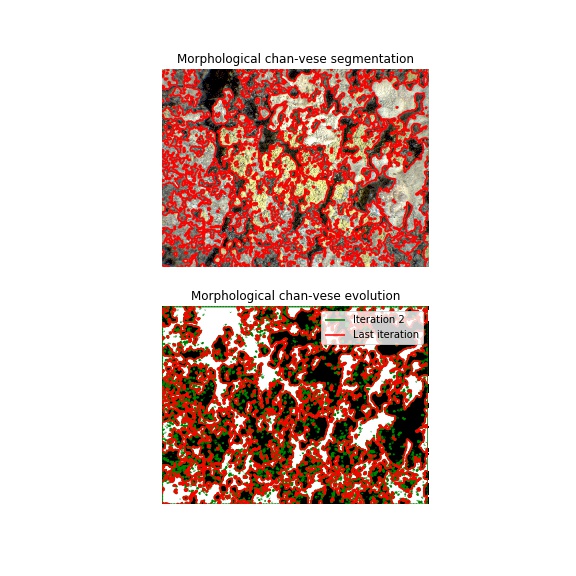 Morphological chan-vese segmentation
Morphological chan-vese evolution
Iteration 2
Last iteration